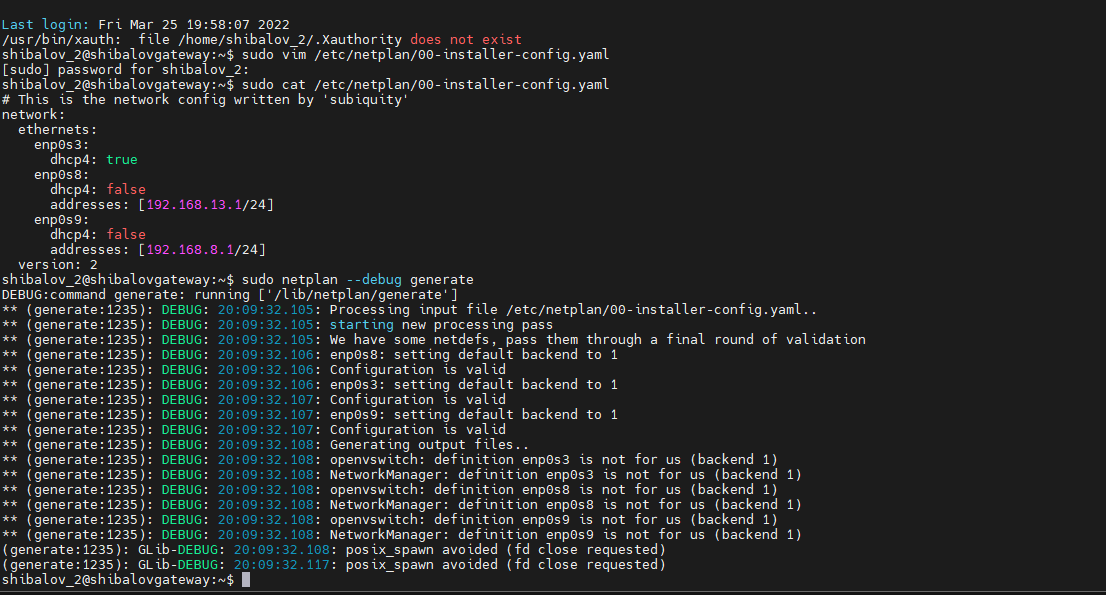 Last login: Fri Mar 25 19:58:07 2022
/usr/bin/xauth:  file /home/shibalov_2/.Xauthority does not exist
shibalov_2@shibalovgateway:~$ sudo vim /etc/netplan/00-installer-config.yaml
[sudo] password for shibalov_2:
shibalov_2@shibalovgateway:~$ sudo cat /etc/netplan/00-installer-config.yaml
# This is the network config written by 'subiquity'
network:
  ethernets:
    enp0s3:
      dhcp4: true
    enp0s8:
      dhcp4: false
      addresses: [192.168.13.1/24]
    enp0s9:
      dhcp4: false
      addresses: [192.168.8.1/24]
  version: 2
shibalov_2@shibalovgateway:~$ sudo netplan --debug generate
DEBUG:command generate: running ['/lib/netplan/generate']
** (generate:1235): DEBUG: 20:09:32.105: Processing input file /etc/netplan/00-installer-config.yaml..
** (generate:1235): DEBUG: 20:09:32.105: starting new processing pass
** (generate:1235): DEBUG: 20:09:32.105: We have some netdefs, pass them through a final round of validation
** (generate:1235): DEBUG: 20:09:32.106: enp0s8: setting default backend to 1
** (generate:1235): DEBUG: 20:09:32.106: Configuration is valid
** (generate:1235): DEBUG: 20:09:32.106: enp0s3: setting default backend to 1
** (generate:1235): DEBUG: 20:09:32.107: Configuration is valid
** (generate:1235): DEBUG: 20:09:32.107: enp0s9: setting default backend to 1
** (generate:1235): DEBUG: 20:09:32.107: Configuration is valid
** (generate:1235): DEBUG: 20:09:32.108: Generating output files..
** (generate:1235): DEBUG: 20:09:32.108: openvswitch: definition enp0s3 is not for us (backend 1)
** (generate:1235): DEBUG: 20:09:32.108: NetworkManager: definition enp0s3 is not for us (backend 1)
** (generate:1235): DEBUG: 20:09:32.108: openvswitch: definition enp0s8 is not for us (backend 1)
** (generate:1235): DEBUG: 20:09:32.108: NetworkManager: definition enp0s8 is not for us (backend 1)
** (generate:1235): DEBUG: 20:09:32.108: openvswitch: definition enp0s9 is not for us (backend 1)
** (generate:1235): DEBUG: 20:09:32.108: NetworkManager: definition enp0s9 is not for us (backend 1)
(generate:1235): GLib-DEBUG: 20:09:32.108: posix_spawn avoided (fd close requested)
(generate:1235): GLib-DEBUG: 20:09:32.117: posix_spawn avoided (fd close requested)
shibalov_2@shibalovgateway:~$